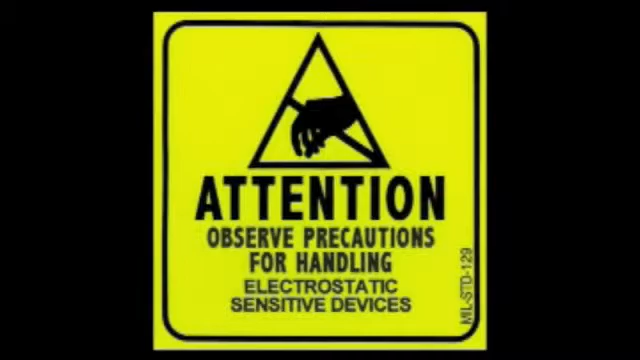 ATTENTION
OBSERVE PRECAUTIONS
FOR HANDLING
ELECTROSTATIC
SENSITIVE DEVICES
MIL-STD-129